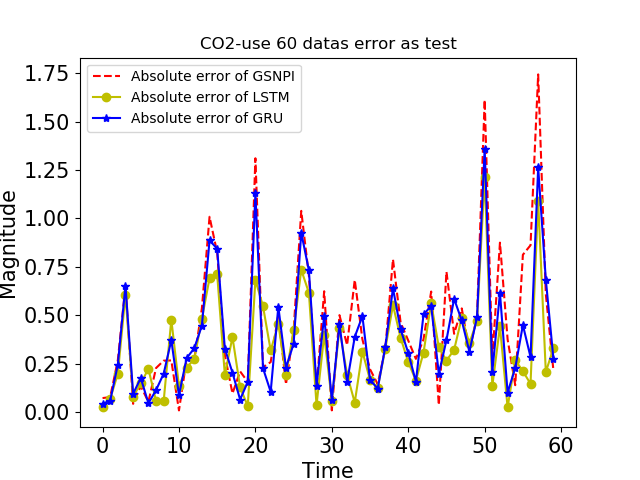 CO2-use 60 datas error as test
Absolute error of GSNPI
Absolute error of LSTM
Absolute error of GRU
1.75
1.50
1.25
1.00
0.75
0.50
0.25
0.00
Magnitude
0 10 20 30 40 50 60
Time